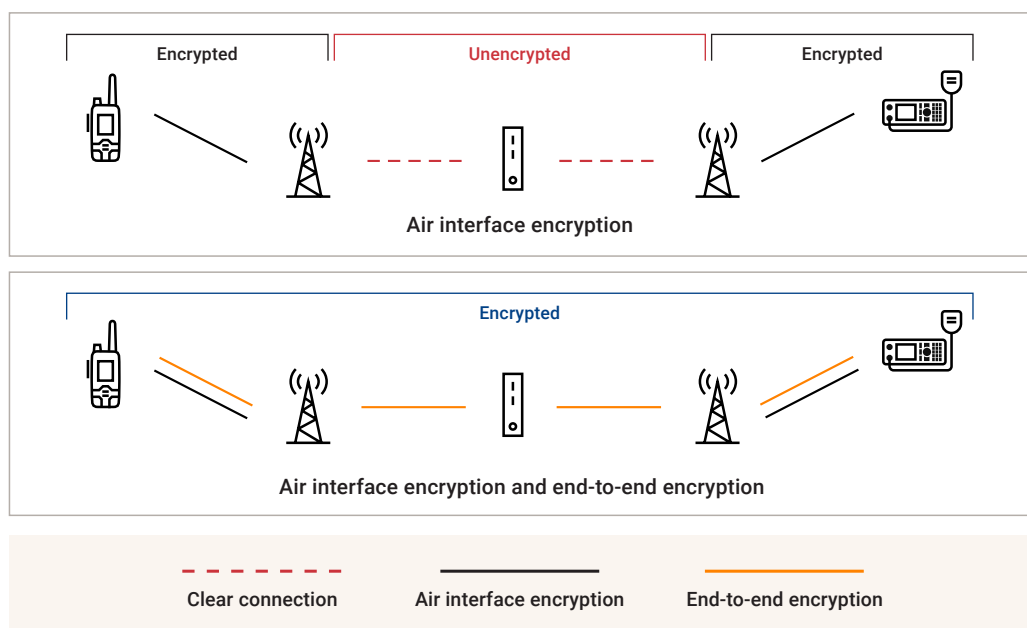 Encrypted Unencrypted Encrypted
Air interface encryption
Encrypted
Air interface encryption and end-to-end encryption
Clear connection Air interface encryption End-to-end encryption